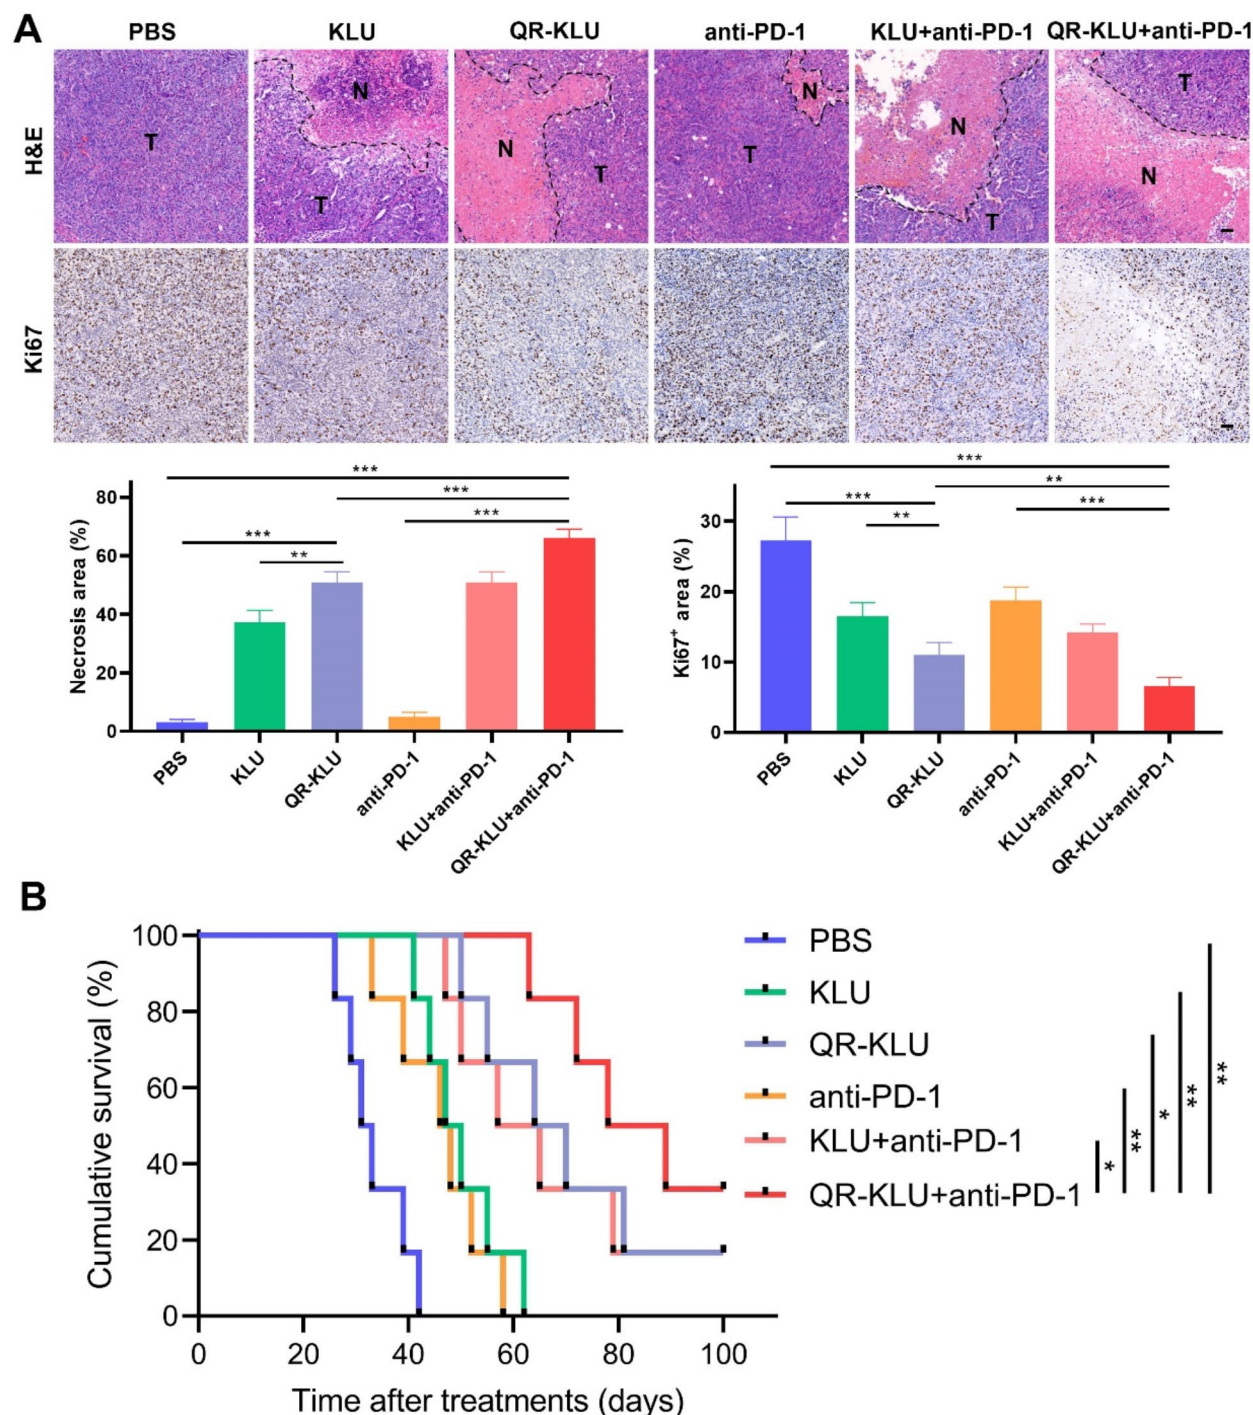 A
PBS KLU QR-KLU anti-PD-1 KLU+anti-PD-1 QR-KLU+anti-PD-1
H&E
T
N
T
N
T
N
T
N
T
T
N
Ki67
***
***
***
***
**
Necrosis area (%)
80
60
40
20
0
PBS
KLU
QR-KLU
anti-PD-1
KLU+anti-PD-1
QR-KLU+anti-PD-1
***
**
***
***
**
Ki67+ area (%)
30
20
10
0
PBS
KLU
QR-KLU
anti-PD-1
KLU+anti-PD-1
QR-KLU+anti-PD-1
B
Cumulative survival (%)
100
80
60
40
20
0
0 20 40 60 80 100
Time after treatments (days)
PBS
KLU
QR-KLU
anti-PD-1
KLU+anti-PD-1
QR-KLU+anti-PD-1
*
**
*
**
**